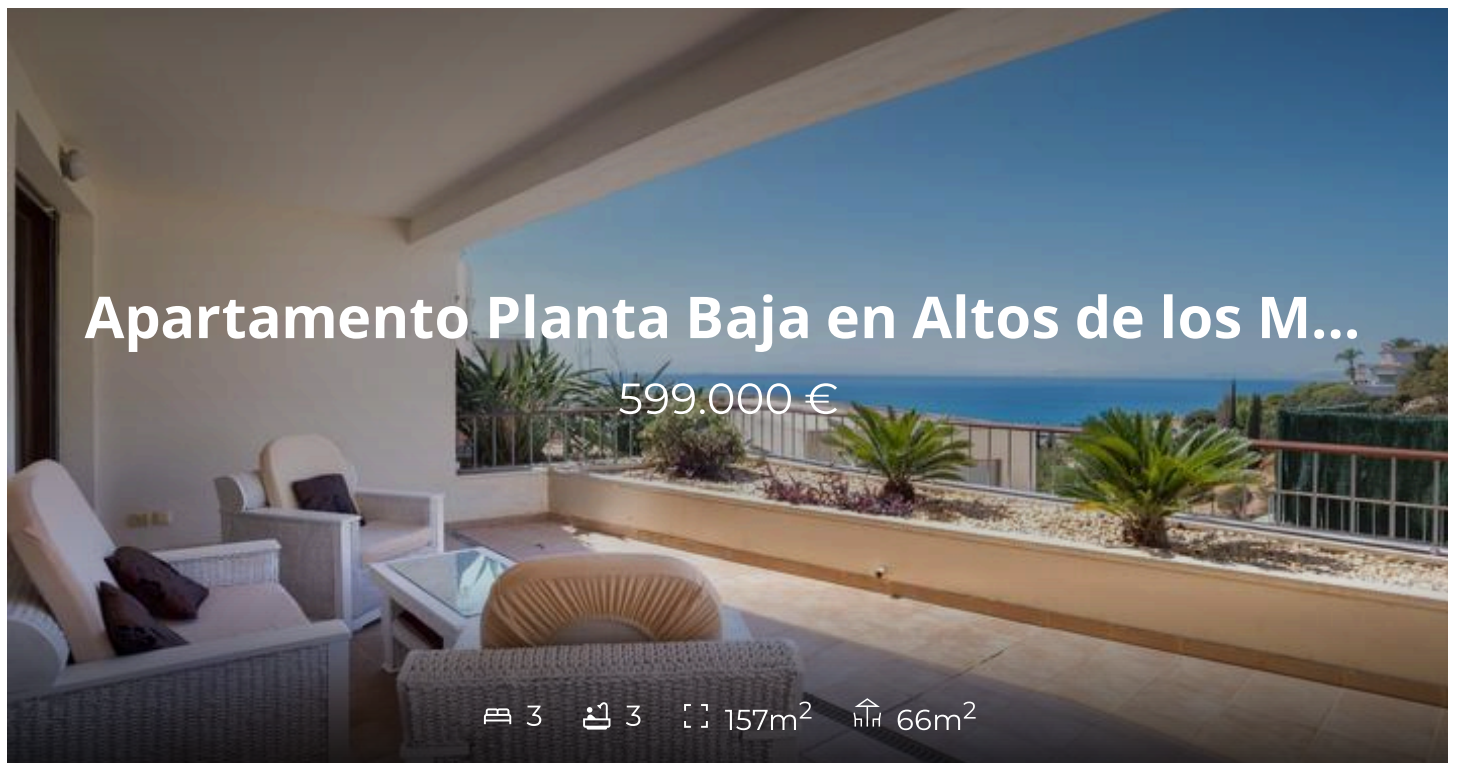 Apartamento Planta Baja en Altos de los M...
599.000 €
3 3 157m² 66m²